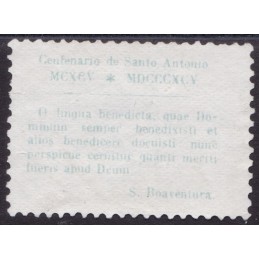 Centenario de Santo Antonio
MCXCV * MDCCCXCV
O lingua benedicta, quae Do-
minum semper benedixisti et
alios benedicere docuisti nunc
perspicue cernitur quanti meriti
fueris apud Deum
S. Boaventura.